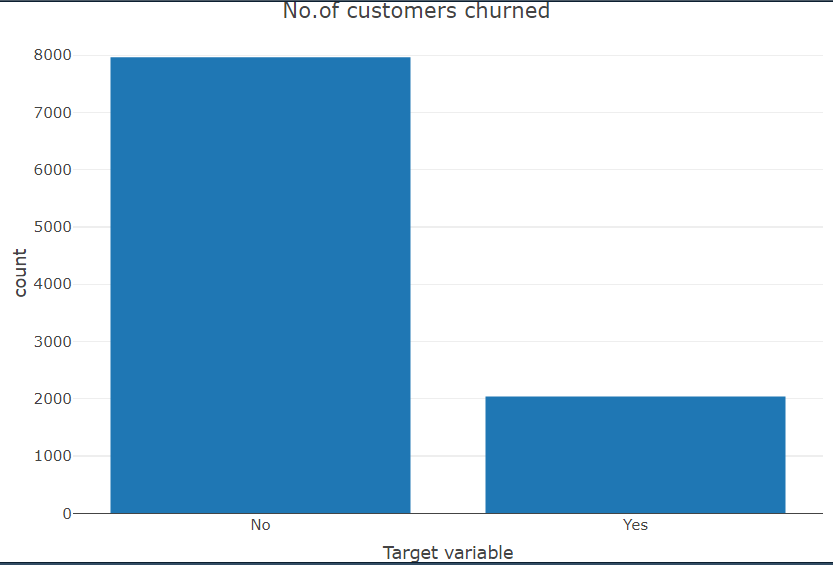 No.of customers churned
8000
7000
6000
5000
4000
3000
2000
1000
0
count
No
Yes
Target variable